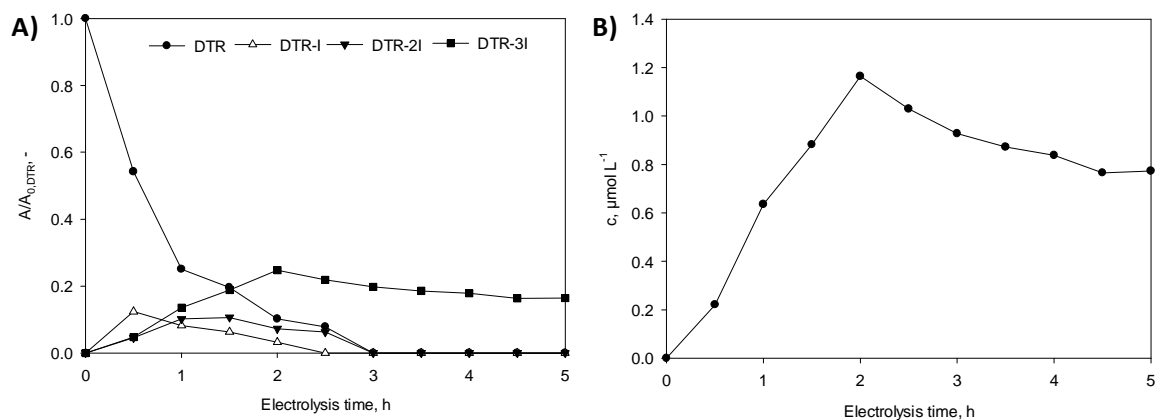 A)
1.0
0.8
0.6
0.4
0.2
0.0
A/A0,DTR, -
DTR DTR-I DTR-2I DTR-3I
0 1 2 3 4 5
Electrolysis time, h
B)
1.4
1.2
1.0
0.8
0.6
0.4
0.2
0.0
c, µmol L-1
0 1 2 3 4 5
Electrolysis time, h